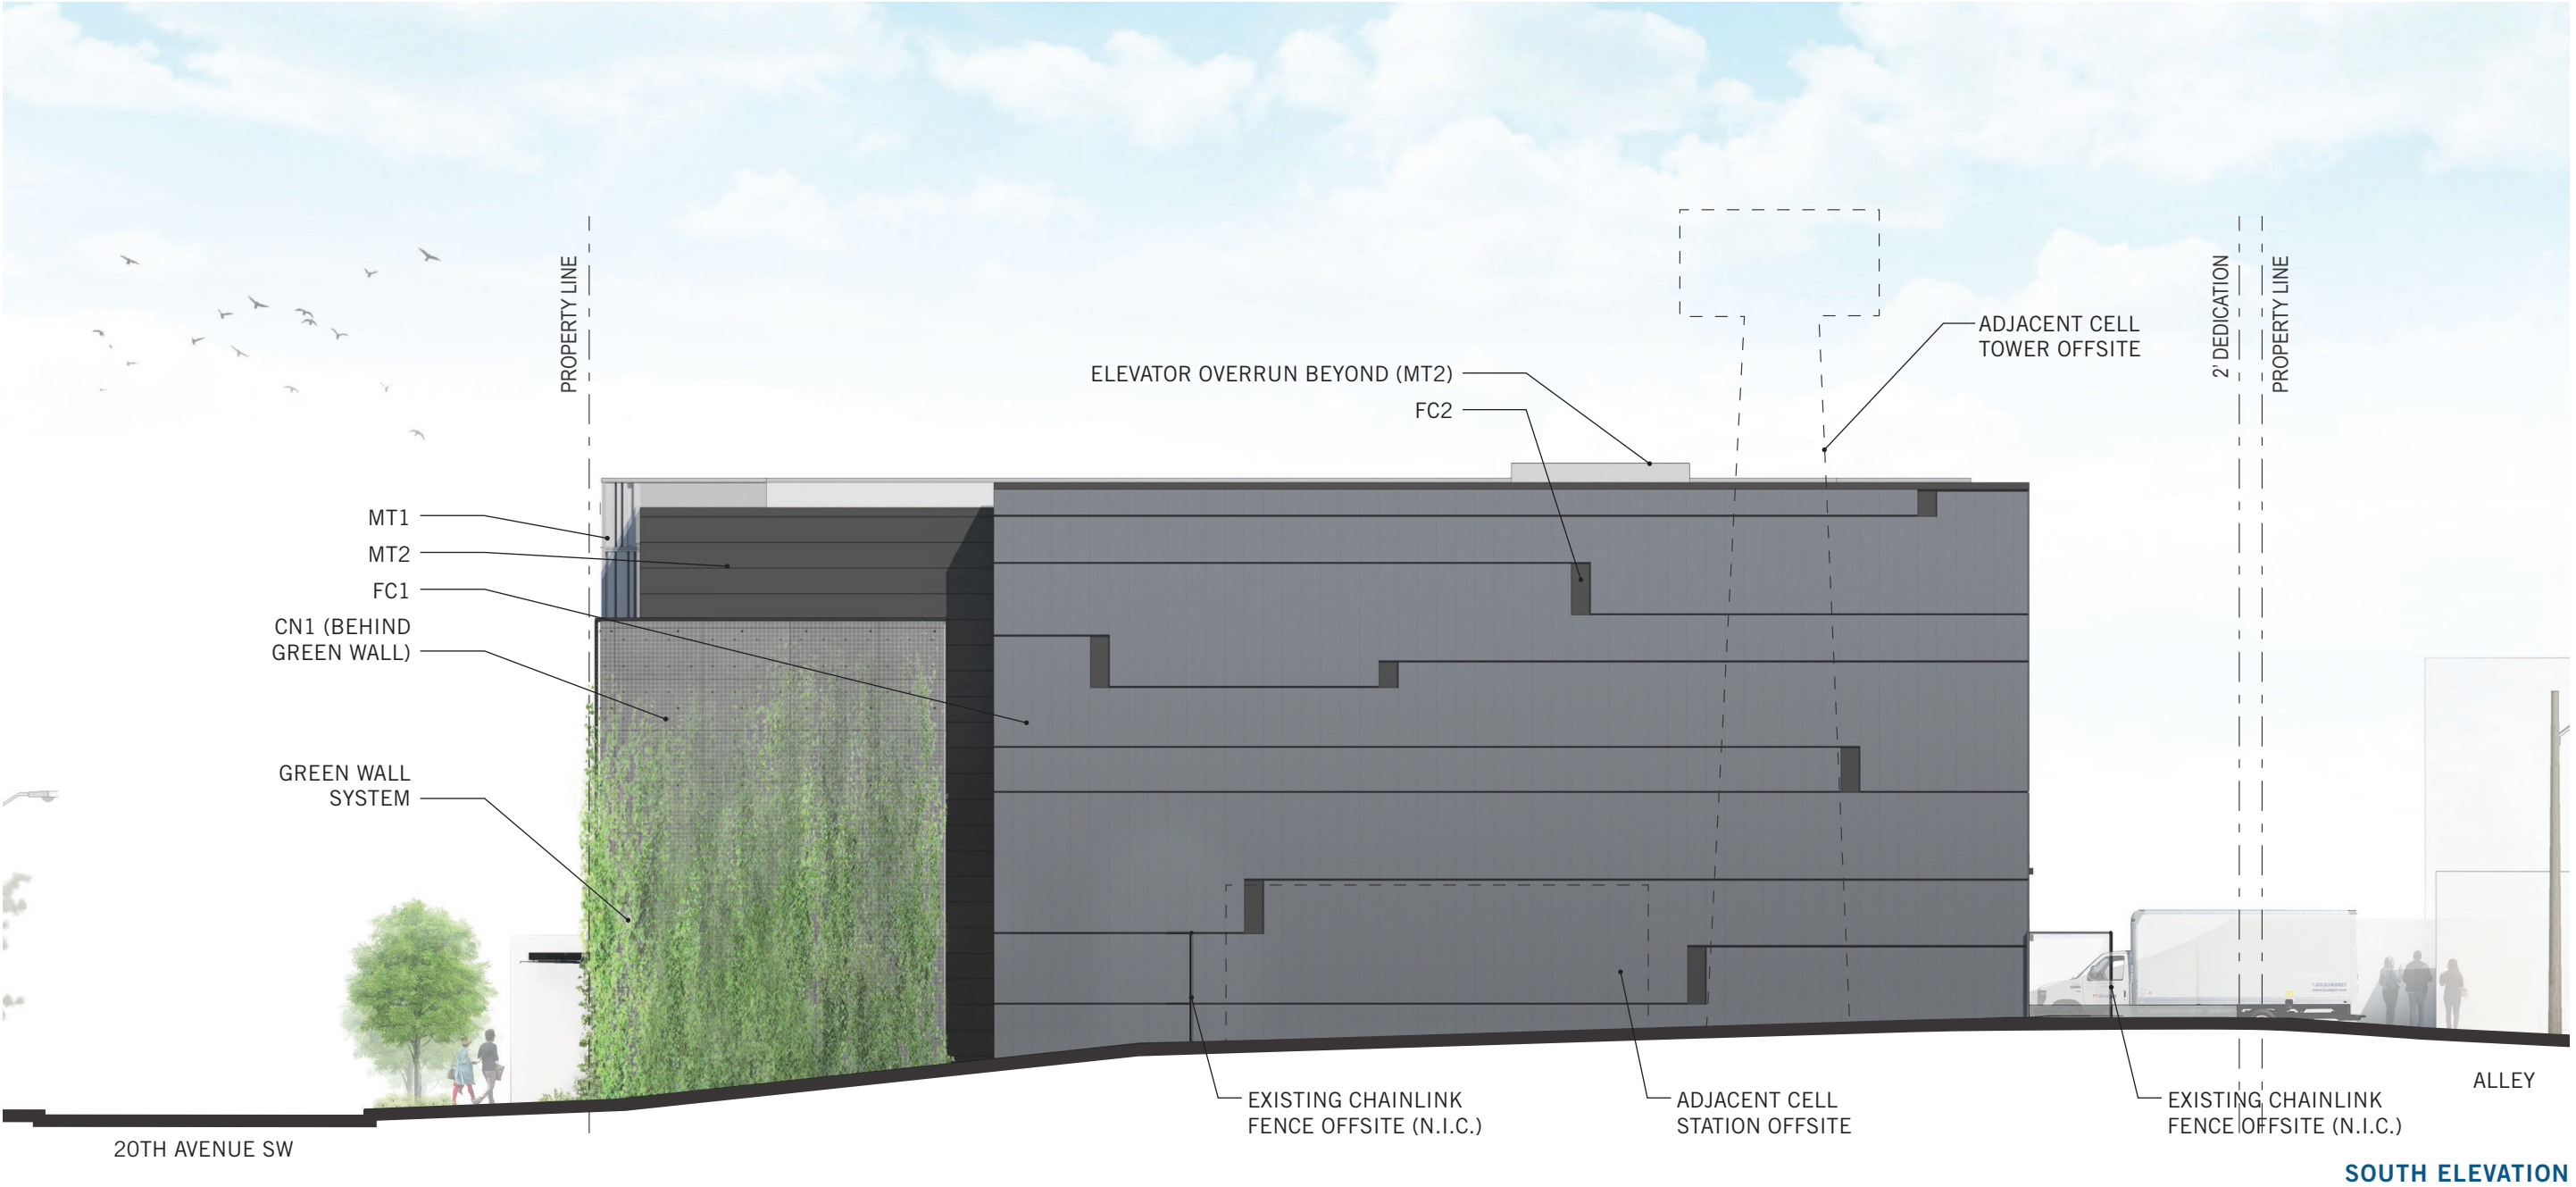 PROPERTY LINE
2' DEDICATION
PROPERTY LINE
ADJACENT CELL
TOWER OFFSITE
ELEVATOR OVERRUN BEYOND (MT2)
FC2
MT1
MT2
FC1
CN1 (BEHIND
GREEN WALL)
GREEN WALL
SYSTEM
EXISTING CHAINLINK
FENCE OFFSITE (N.I.C.)
ADJACENT CELL
STATION OFFSITE
EXISTING CHAINLINK
FENCE OFFSITE (N.I.C.)
ALLEY
20TH AVENUE SW
SOUTH ELEVATION